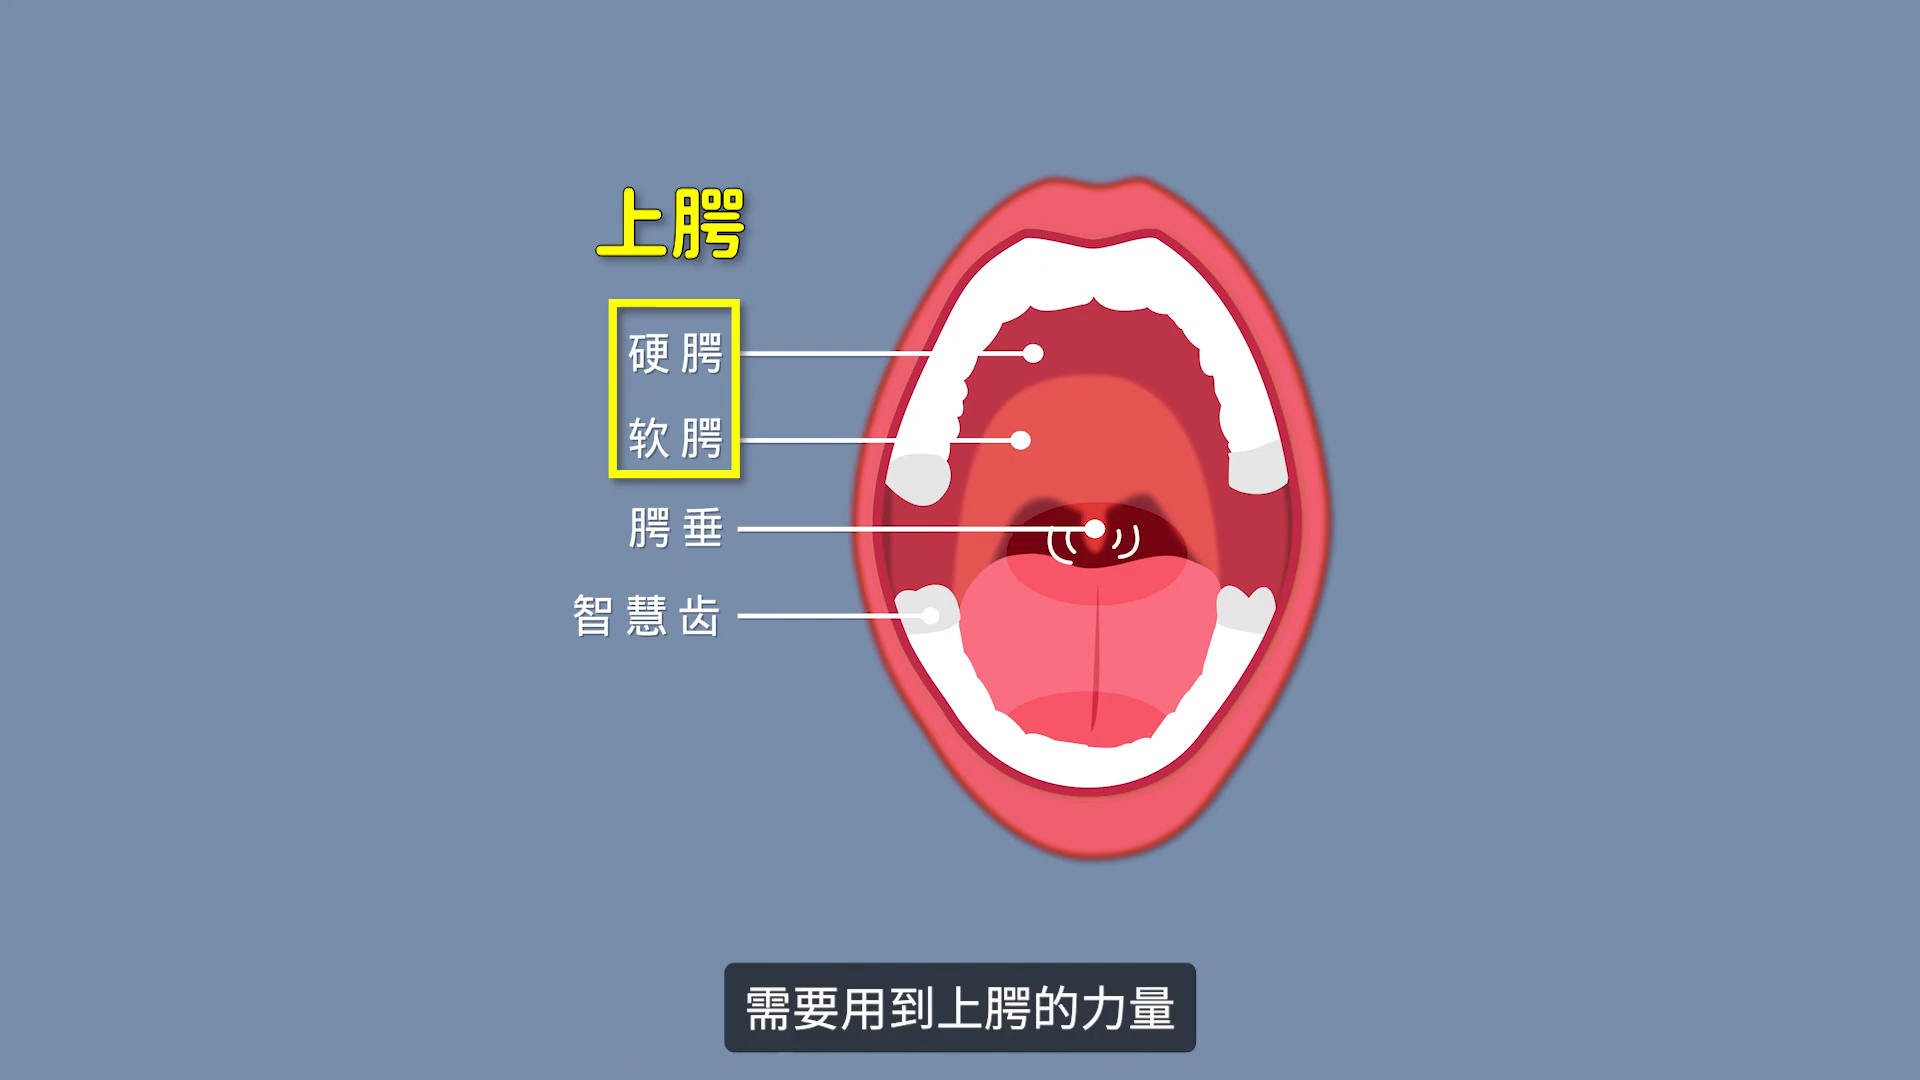 上腭
硬腭
软腭
腭垂
智慧齿
需要用到上腭的力量